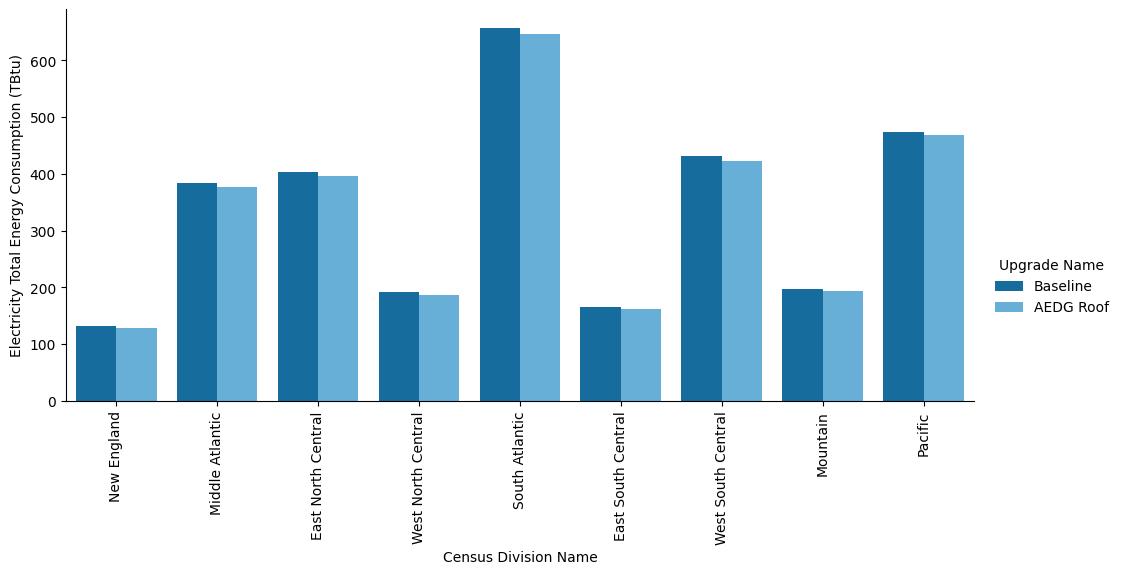 Electricity Total Energy Consumption (TBtu)
600
500
400
300
200
100
0
New England
Middle Atlantic
East North Central
West North Central
South Atlantic
East South Central
West South Central
Mountain
Pacific
Census Division Name
Upgrade Name
Baseline
AEDG Roof